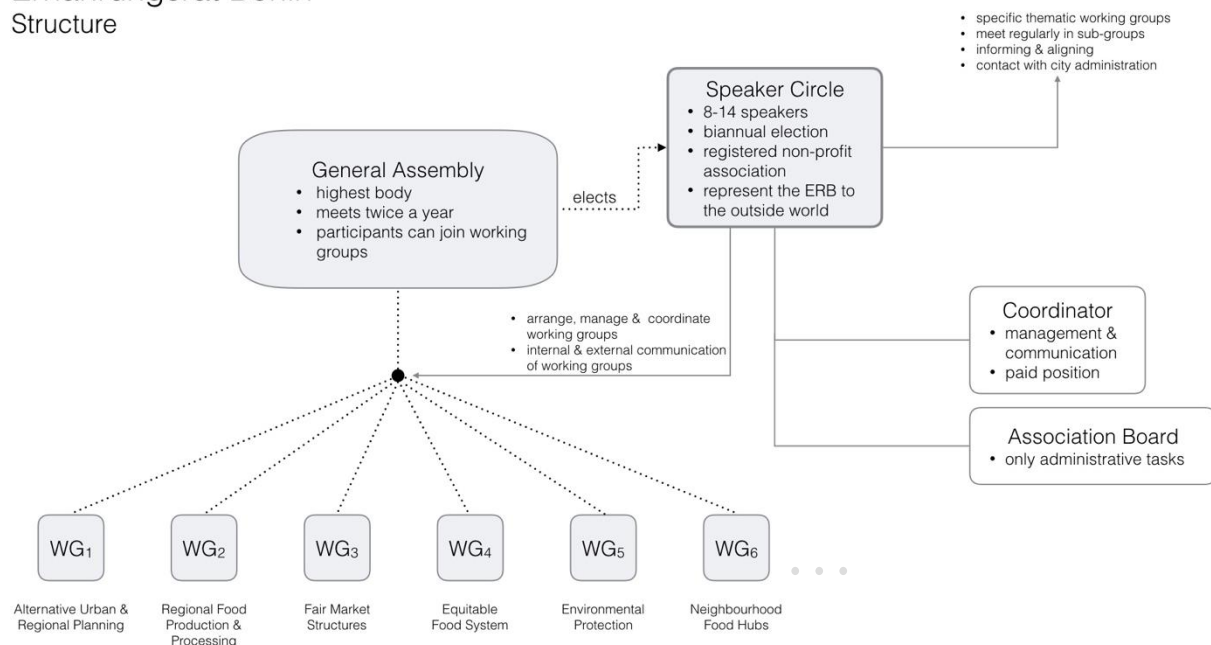 Structure
• specific thematic working groups
• meet regularly in sub-groups
• informing & aligning
• contact with city administration
Speaker Circle
• 8-14 speakers
• biannual election
• registered non-profit
association
• represent the ERB to
the outside world
General Assembly
• highest body
• meets twice a year
• participants can join working
groups
elects
• arrange, manage & coordinate
working groups
• internal & external communication
of working groups
Coordinator
• management &
communication
• paid position
Association Board
• only administrative tasks
WG1
WG2
WG3
WG4
WG5
WG6
Alternative Urban &
Regional Planning
Regional Food
Production &
Processing
Fair Market
Structures
Equitable
Food System
Environmental
Protection
Neighbourhood
Food Hubs